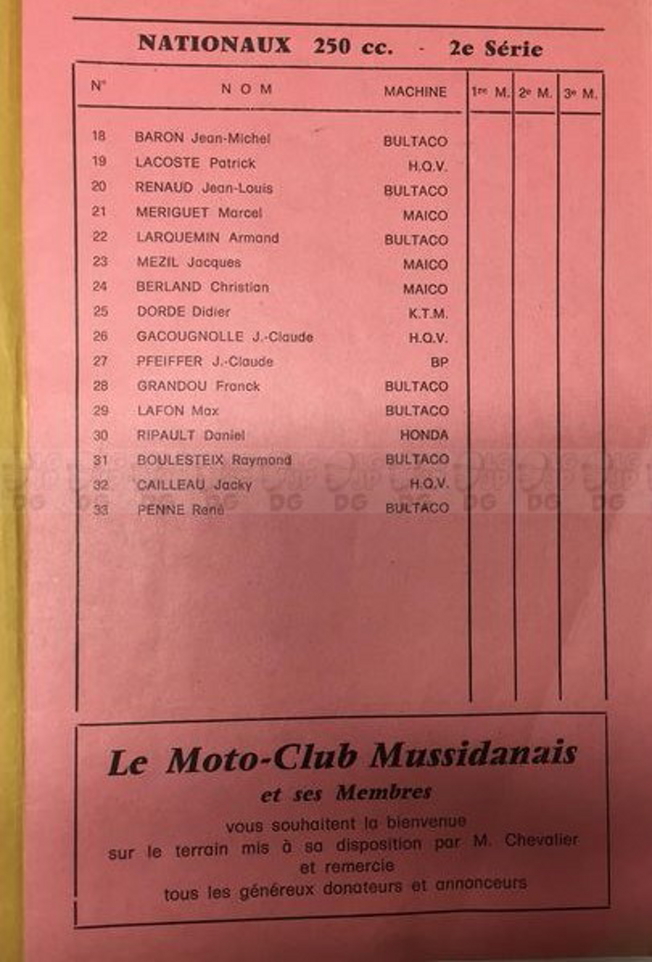 NATIONAUX 250 cc. - 2e Série
N° NOM MACHINE 1re M. 2e M. 3e M.
18 BARON Jean-Michel BULTACO
19 LACOSTE Patrick H.Q.V.
20 RENAUD Jean-Louis BULTACO
21 MERIGUET Marcel MAICO
22 LARQUEMIN Armand BULTACO
23 MEZIL Jacques MAICO
24 BERLAND Christian MAICO
25 DORDE Didier K.T.M.
26 GACOUGNOLLE J.-Claude H.Q.V.
27 PFEIFFER J.-Claude BP
28 GRANDOU Franck BULTACO
29 LAFON Max BULTACO
30 RIPAULT Daniel HONDA
31 BOULESTEIX Raymond BULTACO
32 CAILLEAU Jacky H.Q.V.
33 PENNE René BULTACO
Le Moto-Club Mussidanais
et ses Membres
vous souhaitent la bienvenue
sur le terrain mis à sa disposition par M. Chevalier
et remercie
tous les généreux donateurs et annonceurs